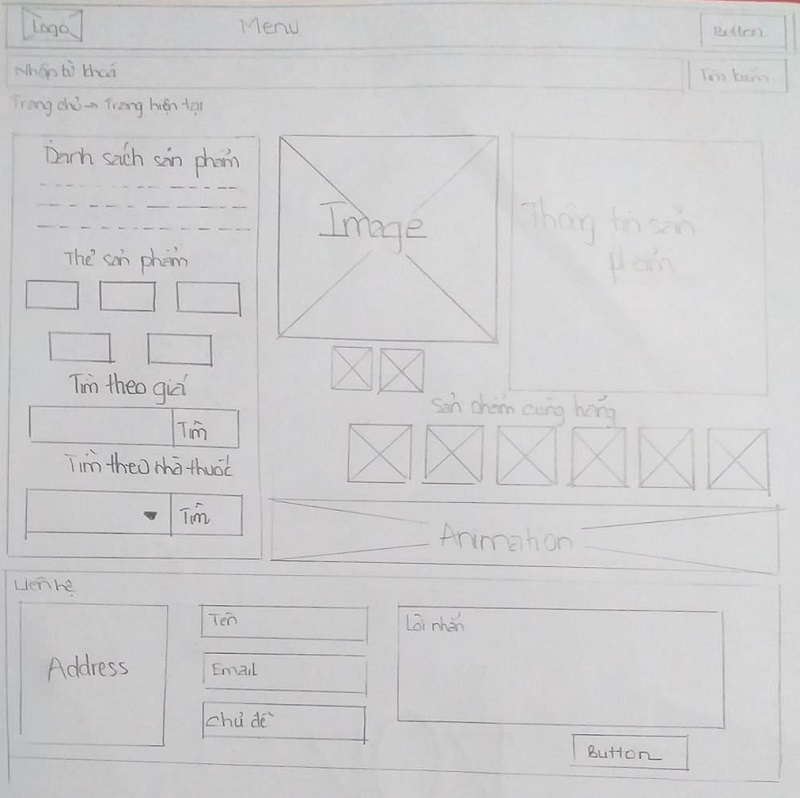 Logo
Menu
Button
Nhập từ khoá
Tìm kiếm
Trang chủ → Trang hiện tại
Danh sách sản phẩm
Thẻ sản phẩm
Tìm theo giá
Tìm
Tìm theo nhà thuốc
Tìm
Image
Thông tin sản
phẩm
Sản phẩm cùng hãng
Animation
Liên hệ
Address
Tên
Email
Chủ đề
Lời nhắn
Button